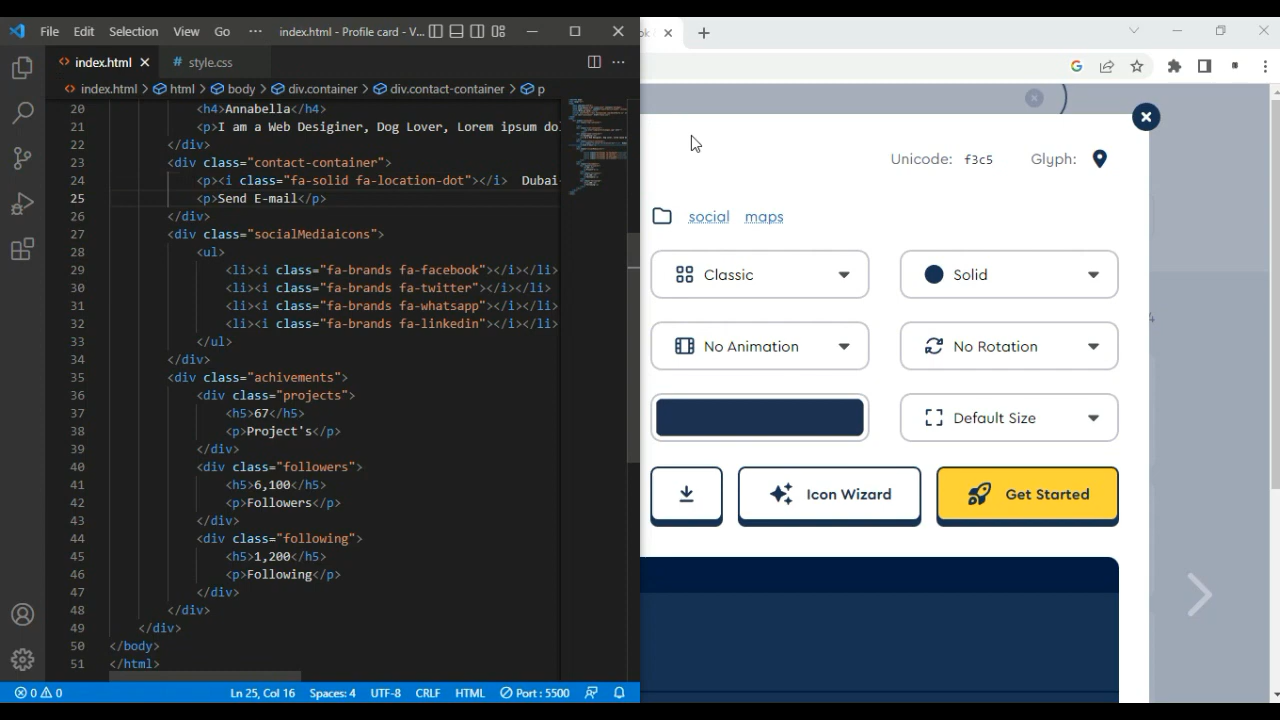 File Edit Selection View Go ··· index.html - Profile card - V...
index.html style.css
index.html > html > body > div.container > div.contact-container > p
20 <h4>Annabella</h4>
21 <p>I am a Web Desiginer, Dog Lover, Lorem ipsum do
22 </div>
23 <div class="contact-container">
24 <p><i class="fa-solid fa-location-dot"></i> Dubai
25 <p>Send E-mail</p>
26 </div>
27 <div class="socialMediaicons">
28 <ul>
29 <li><i class="fa-brands fa-facebook"></i></li>
30 <li><i class="fa-brands fa-twitter"></i></li>
31 <li><i class="fa-brands fa-whatsapp"></i></li>
32 <li><i class="fa-brands fa-linkedin"></i></li>
33 </ul>
34 </div>
35 <div class="achivements">
36 <div class="projects">
37 <h5>67</h5>
38 <p>Project's</p>
39 </div>
40 <div class="followers">
41 <h5>6,100</h5>
42 <p>Followers</p>
43 </div>
44 <div class="following">
45 <h5>1,200</h5>
46 <p>Following</p>
47 </div>
48 </div>
49 </div>
50 </body>
51 </html>
0 0 Ln 25, Col 16 Spaces: 4 UTF-8 CRLF HTML Port : 5500
Unicode: f3c5 Glyph:
social maps
Classic Solid
No Animation No Rotation
Default Size
Icon Wizard Get Started